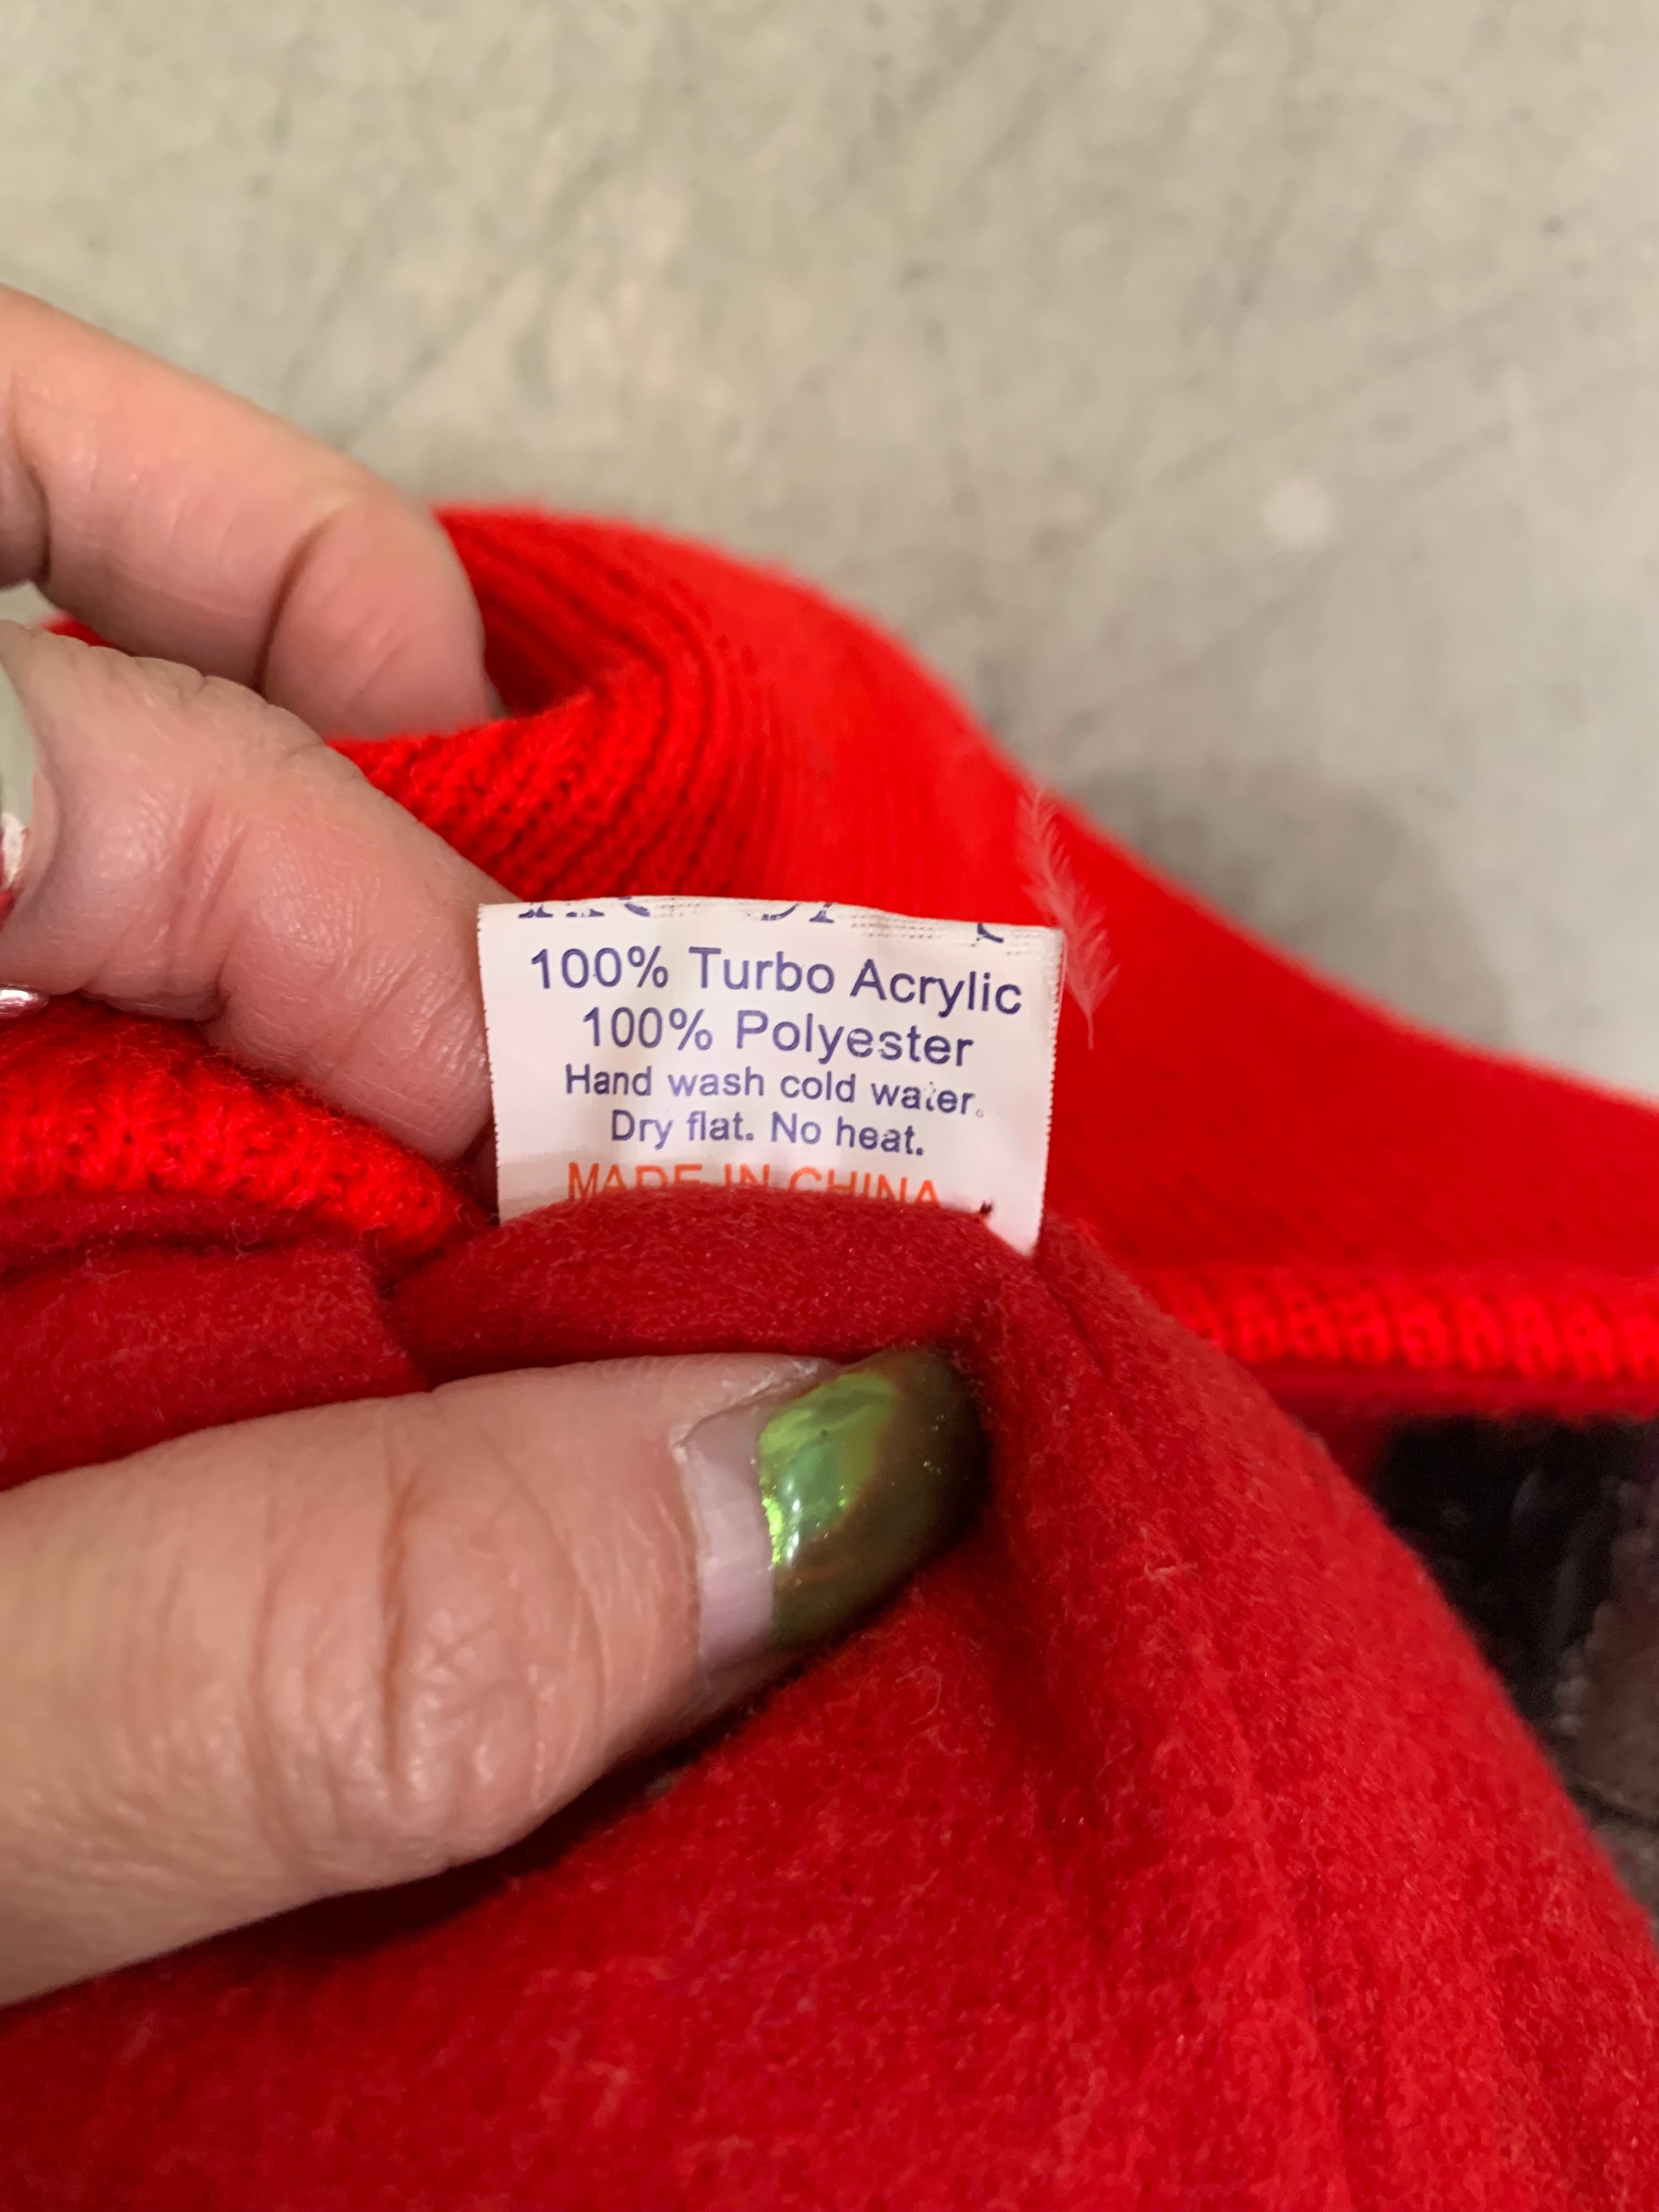 100% Turbo Acrylic
100% Polyester
Hand wash cold water.
Dry flat. No heat.
MADE IN CHINA